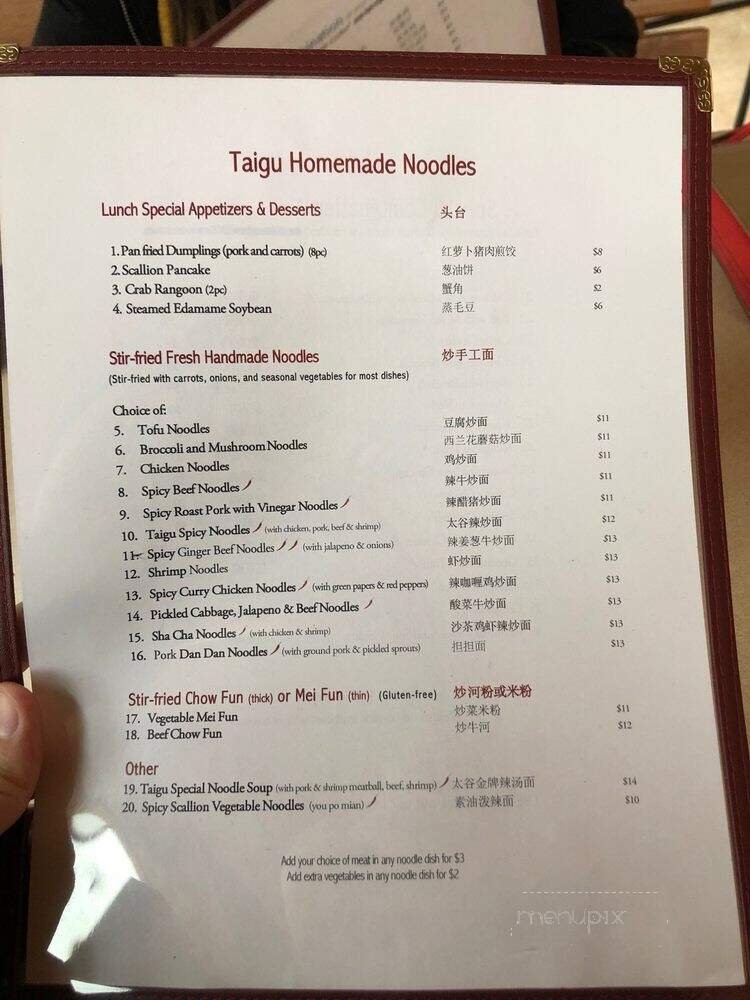 Taigu Homemade Noodles
Lunch Special Appetizers & Desserts 头台
1. Pan fried Dumplings (pork and carrots) (8pc) 红萝卜猪肉煎饺 $8
2. Scallion Pancake 葱油饼 $6
3. Crab Rangoon (2pc) 蟹角 $2
4. Steamed Edamame Soybean 蒸毛豆 $6
Stir-fried Fresh Handmade Noodles 炒手工面
(Stir-fried with carrots, onions, and seasonal vegetables for most dishes)
Choice of:
5. Tofu Noodles 豆腐炒面 $11
6. Broccoli and Mushroom Noodles 西兰花蘑菇炒面 $11
7. Chicken Noodles 鸡炒面 $11
8. Spicy Beef Noodles 辣牛炒面 $11
9. Spicy Roast Pork with Vinegar Noodles 辣醋猪炒面 $11
10. Taigu Spicy Noodles (with chicken, pork, beef & shrimp) 太谷辣炒面 $12
11. Spicy Ginger Beef Noodles (with jalapeno & onions) 辣姜葱牛炒面 $13
12. Shrimp Noodles 虾炒面 $13
13. Spicy Curry Chicken Noodles (with green papers & red peppers) 辣咖喱鸡炒面 $13
14. Pickled Cabbage, Jalapeno & Beef Noodles 酸菜牛炒面 $13
15. Sha Cha Noodles (with chicken & shrimp) 沙茶鸡虾辣炒面 $13
16. Pork Dan Dan Noodles (with ground pork & pickled sprouts) 担担面 $13
Stir-fried Chow Fun (thick) or Mei Fun (thin) (Gluten-free) 炒河粉或米粉
17. Vegetable Mei Fun 炒菜米粉 $11
18. Beef Chow Fun 炒牛河 $12
Other
19. Taigu Special Noodle Soup (with pork & shrimp meatball, beef, shrimp) 太谷金牌辣汤面 $14
20. Spicy Scallion Vegetable Noodles (you po mian) 素油泼辣面 $10
Add your choice of meat in any noodle dish for $3
Add extra vegetables in any noodle dish for $2
menupix